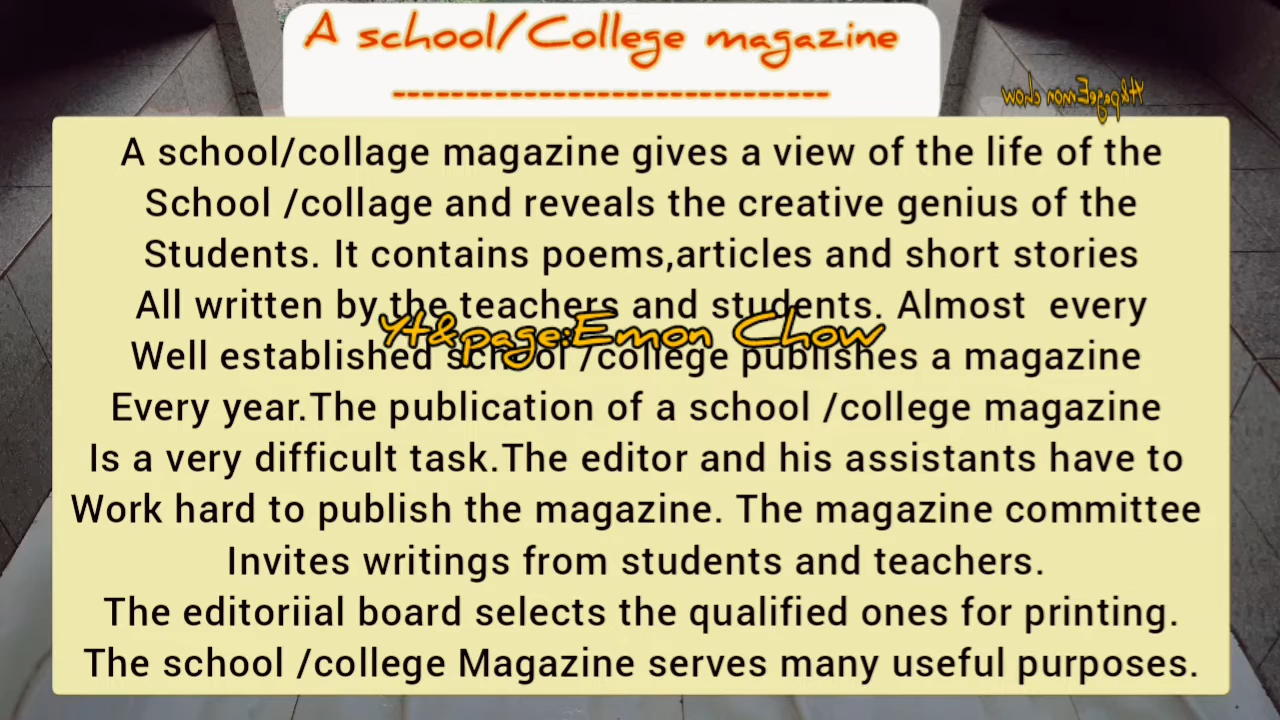 A school/College magazine
------------------------------
Yt&pageEmon chow
A school/collage magazine gives a view of the life of the
School /collage and reveals the creative genius of the
Students. It contains poems,articles and short stories
All written by the teachers and students. Almost every
Yt&page:Emon Chow
Well established school /college publishes a magazine
Every year.The publication of a school /college magazine
Is a very difficult task.The editor and his assistants have to
Work hard to publish the magazine. The magazine committee
Invites writings from students and teachers.
The editoriial board selects the qualified ones for printing.
The school /college Magazine serves many useful purposes.